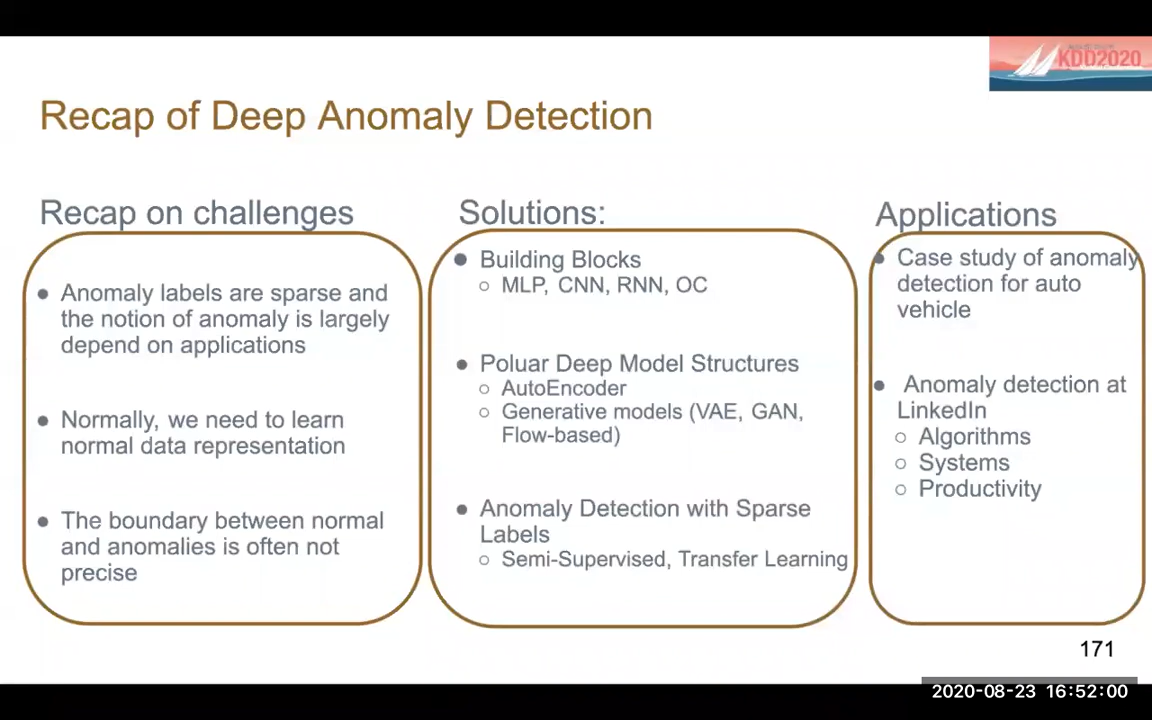 KDD2020
Recap of Deep Anomaly Detection
Recap on challenges
● Anomaly labels are sparse and
the notion of anomaly is largely
depend on applications
● Normally, we need to learn
normal data representation
● The boundary between normal
and anomalies is often not
precise
Solutions:
● Building Blocks
○ MLP, CNN, RNN, OC
● Poluar Deep Model Structures
○ AutoEncoder
○ Generative models (VAE, GAN,
Flow-based)
● Anomaly Detection with Sparse
Labels
○ Semi-Supervised, Transfer Learning
Applications
● Case study of anomaly
detection for auto
vehicle
● Anomaly detection at
LinkedIn
○ Algorithms
○ Systems
○ Productivity
171
2020-08-23 16:52:00